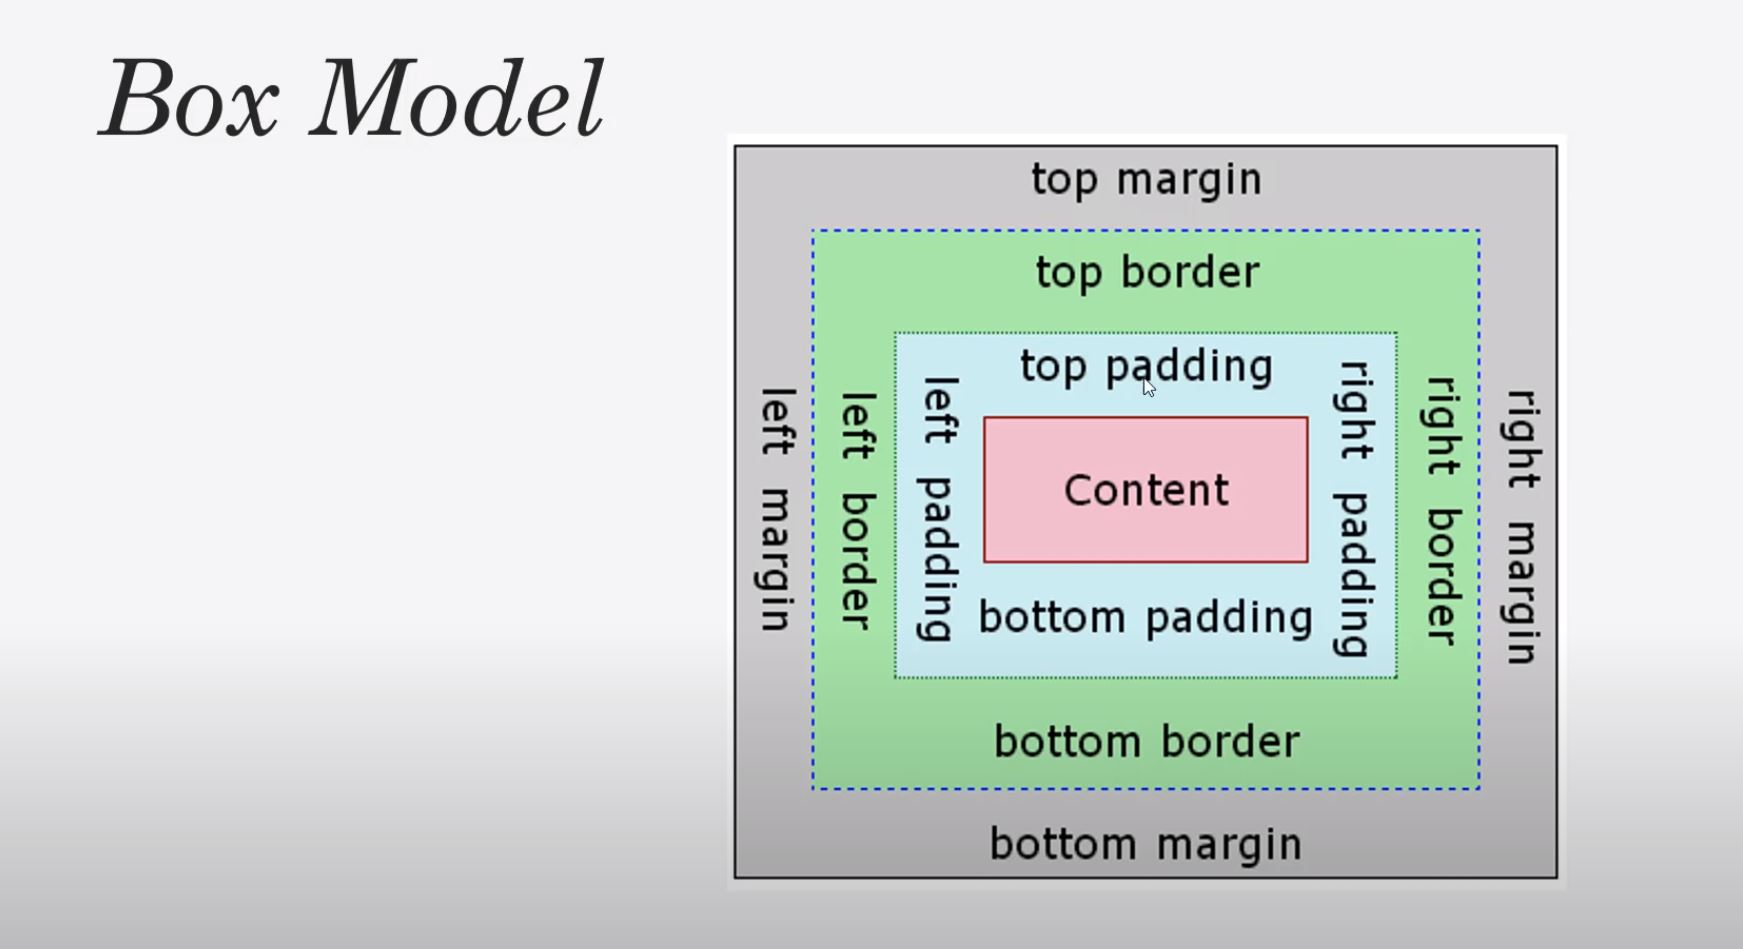 Box Model
top margin
top border
top padding
left margin
left border
left padding
Content
right padding
right border
right margin
bottom padding
bottom border
bottom margin